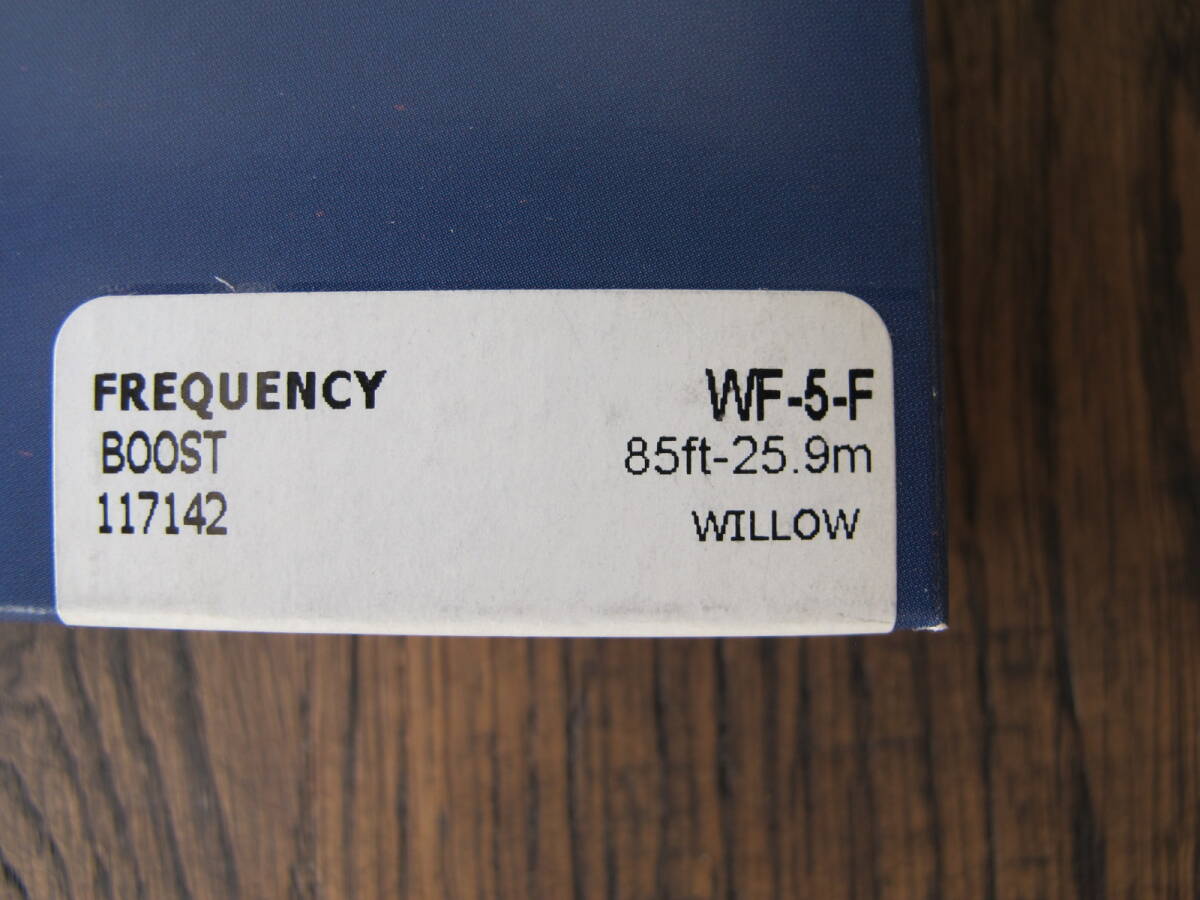 FREQUENCY
BOOST
117142
WF-5-F
85ft-25.9m
WILLOW